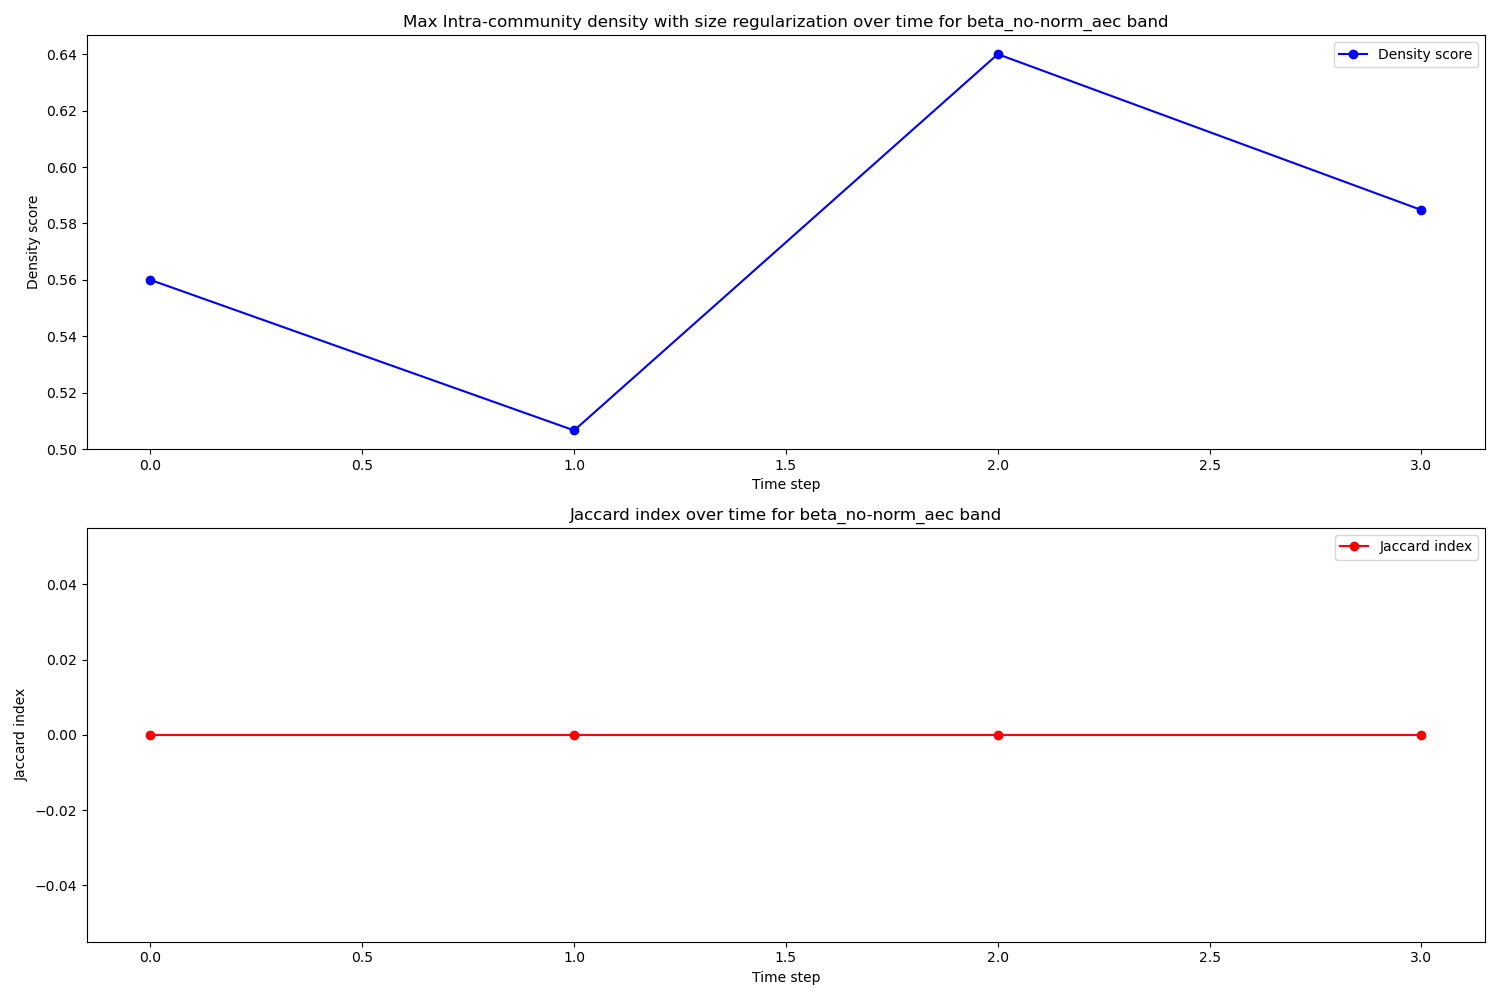 Max Intra-community density with size regularization over time for beta_no-norm_aec band
Density score
0.64
0.62
0.60
0.58
0.56
0.54
0.52
0.50
Density score
0.0 0.5 1.0 1.5 2.0 2.5 3.0
Time step
Jaccard index over time for beta_no-norm_aec band
Jaccard index
0.04
0.02
0.00
−0.02
−0.04
Jaccard index
0.0 0.5 1.0 1.5 2.0 2.5 3.0
Time step